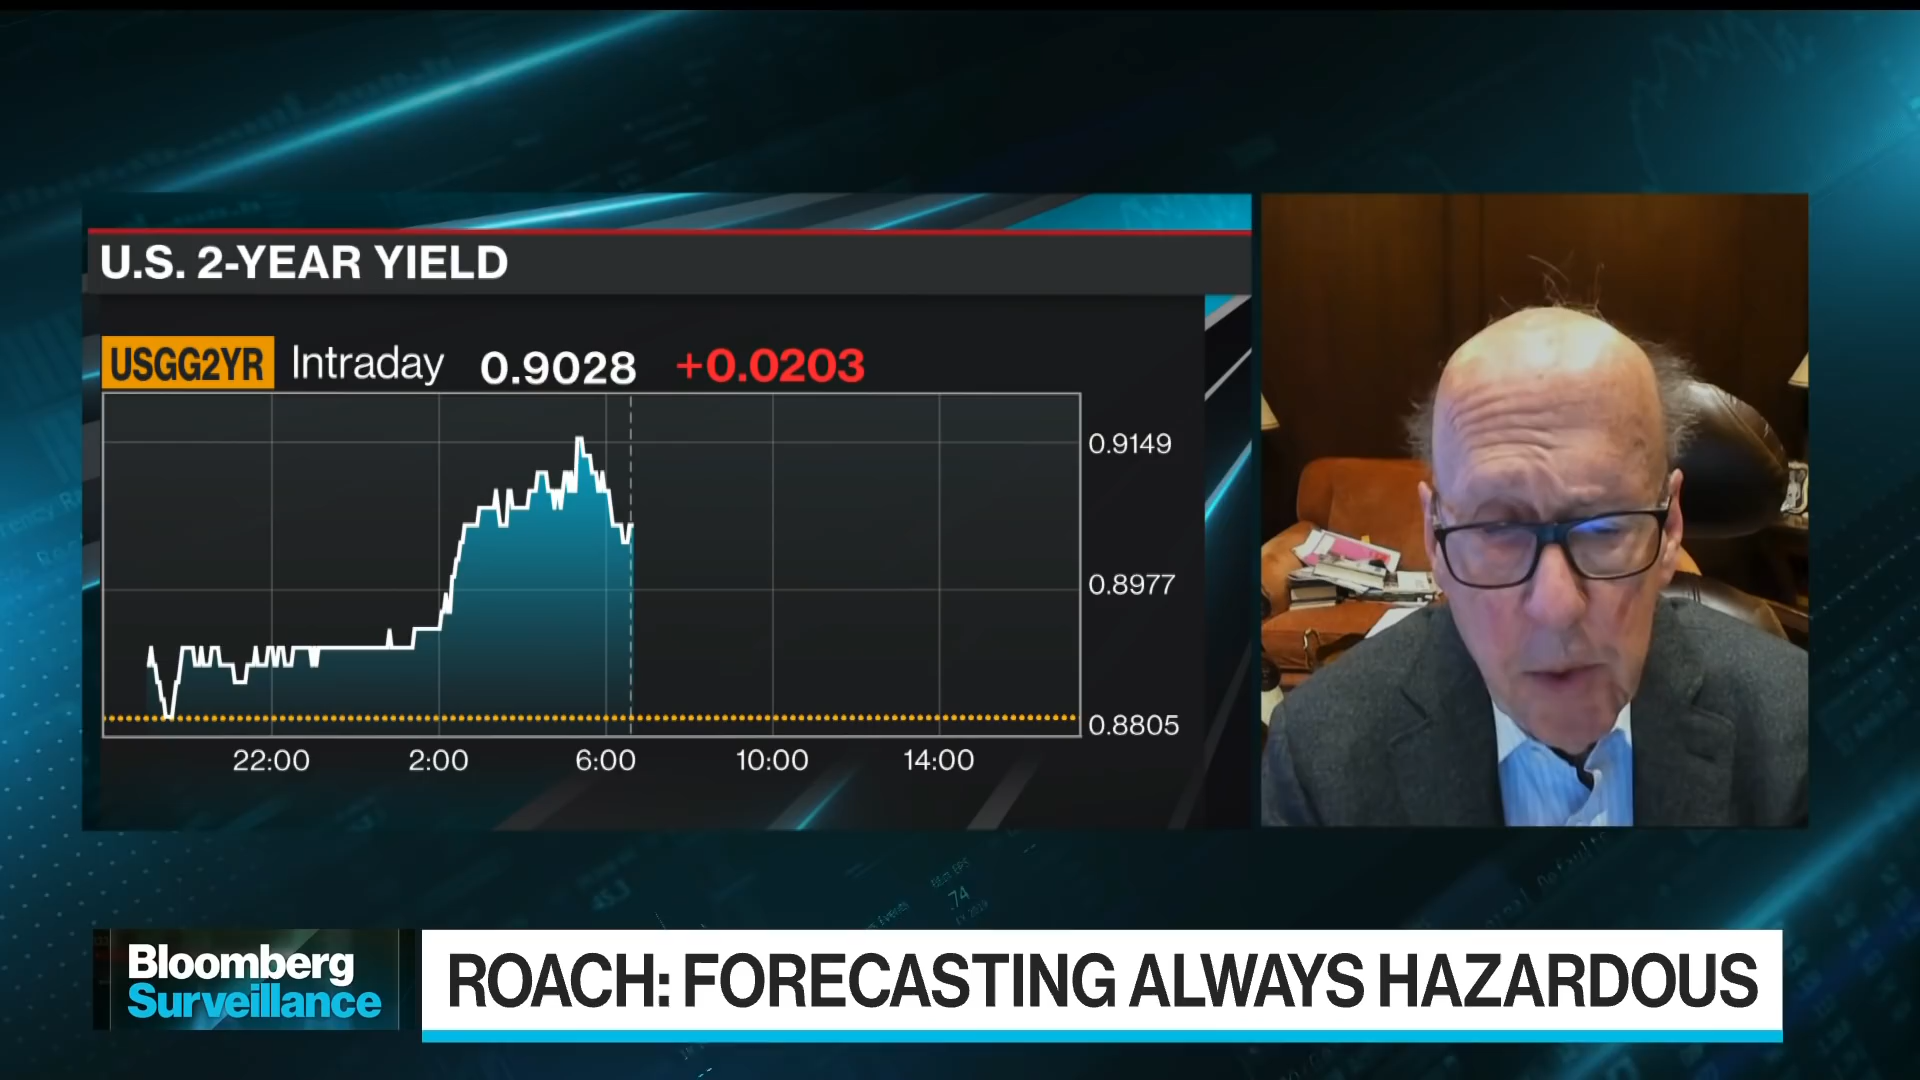 U.S. 2-YEAR YIELD
USGG2YR Intraday 0.9028 +0.0203
0.9149
0.8977
0.8805
22:00 2:00 6:00 10:00 14:00
74
Bloomberg
Surveillance
ROACH: FORECASTING ALWAYS HAZARDOUS